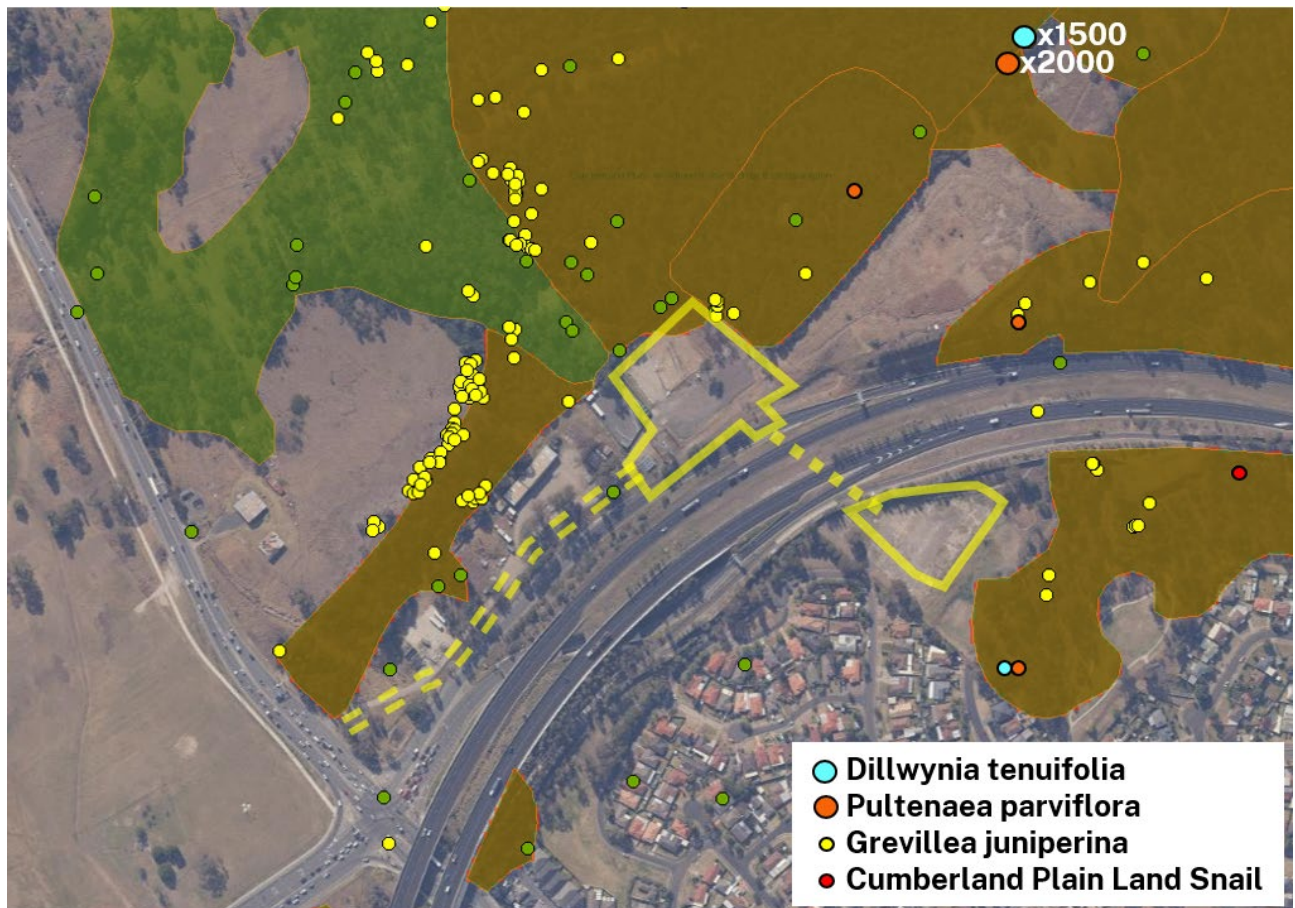 x1500
x2000
Dillwynia tenuifolia
Pultenaea parviflora
Grevillea juniperina
Cumberland Plain Land Snail